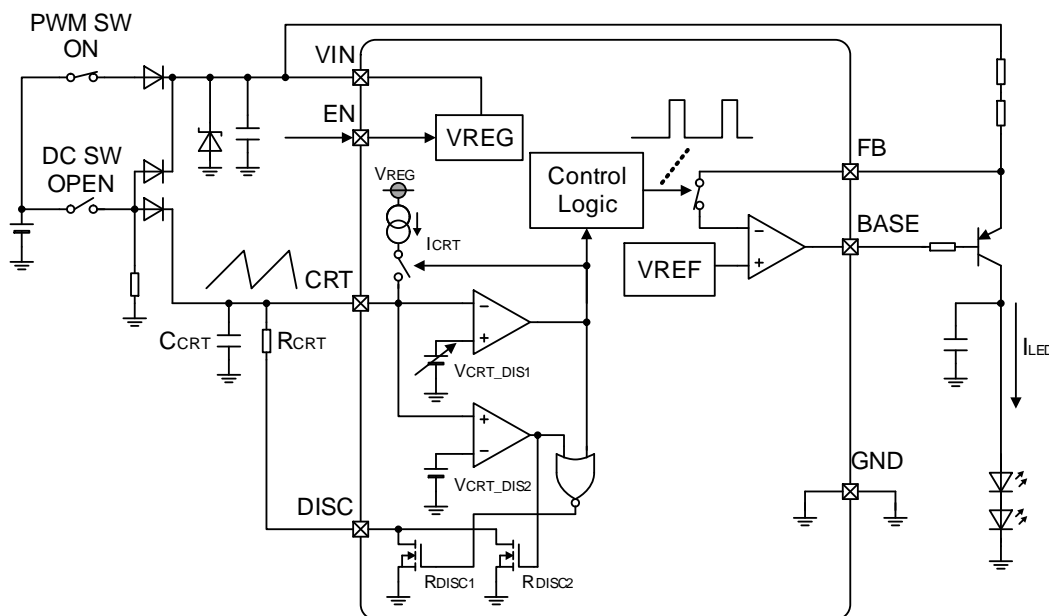 PWM SW
ON
VIN
EN
VREG
DC SW
OPEN
VREG
ICRT
Control
Logic
FB
BASE
VREF
CRT
CCRT
RCRT
VCRT_DIS1
ILED
VCRT_DIS2
GND
DISC
RDISC1
RDISC2